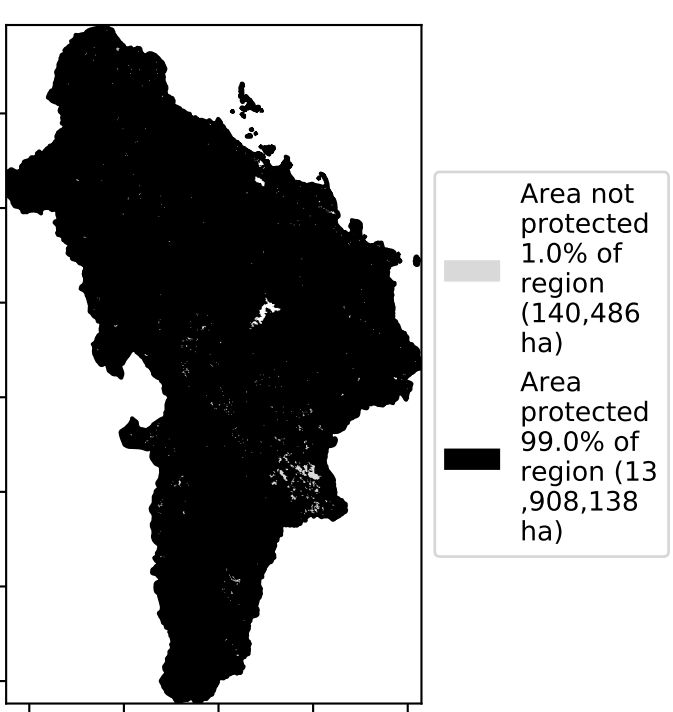 Area not
protected
1.0% of
region
(140,486
ha)
Area
protected
99.0% of
region (13
,908,138
ha)